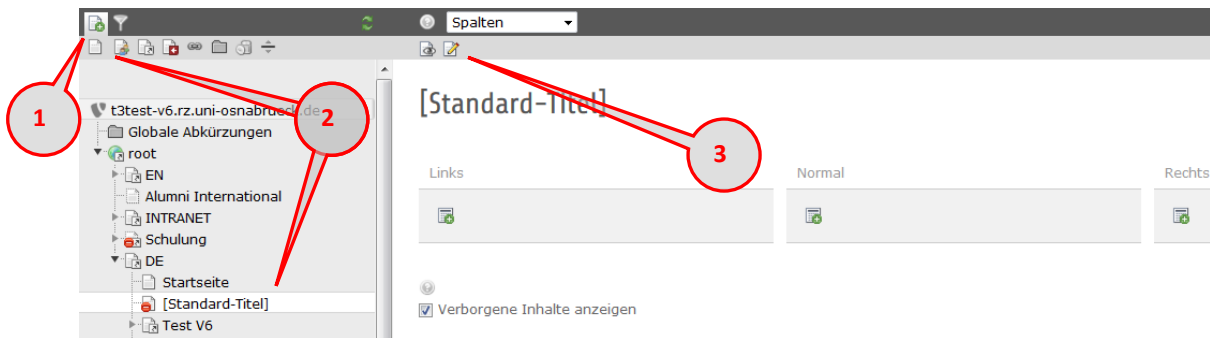 Spalten
1
2
3
t3test-v6.rz.uni-osnabrueck.de
Globale Abkürzungen
root
EN
Alumni International
INTRANET
Schulung
DE
Startseite
[Standard-Titel]
Test V6
[Standard-Titel]
Links
Normal
Rechts
Verborgene Inhalte anzeigen